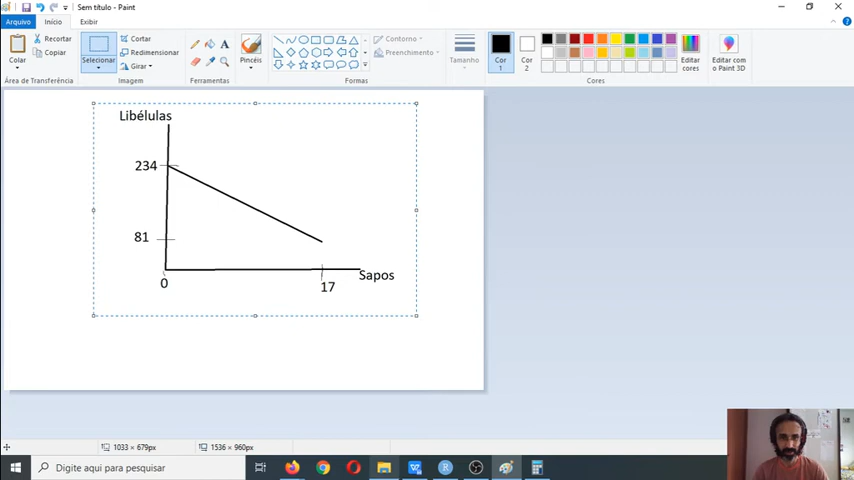 Sem título - Paint
Arquivo Início Exibir
Colar
Recortar
Copiar
Área de Transferência
Selecionar
Cortar
Redimensionar
Girar
Imagem
A
Ferramentas
Pincéis
Contorno
Preenchimento
Formas
Tamanho
Cor
1
Cor
2
Cores
Editar
cores
Editar com
o Paint 3D
Libélulas
234
81
0
17
Sapos
1033 × 679px
1536 × 960px
Digite aqui para pesquisar